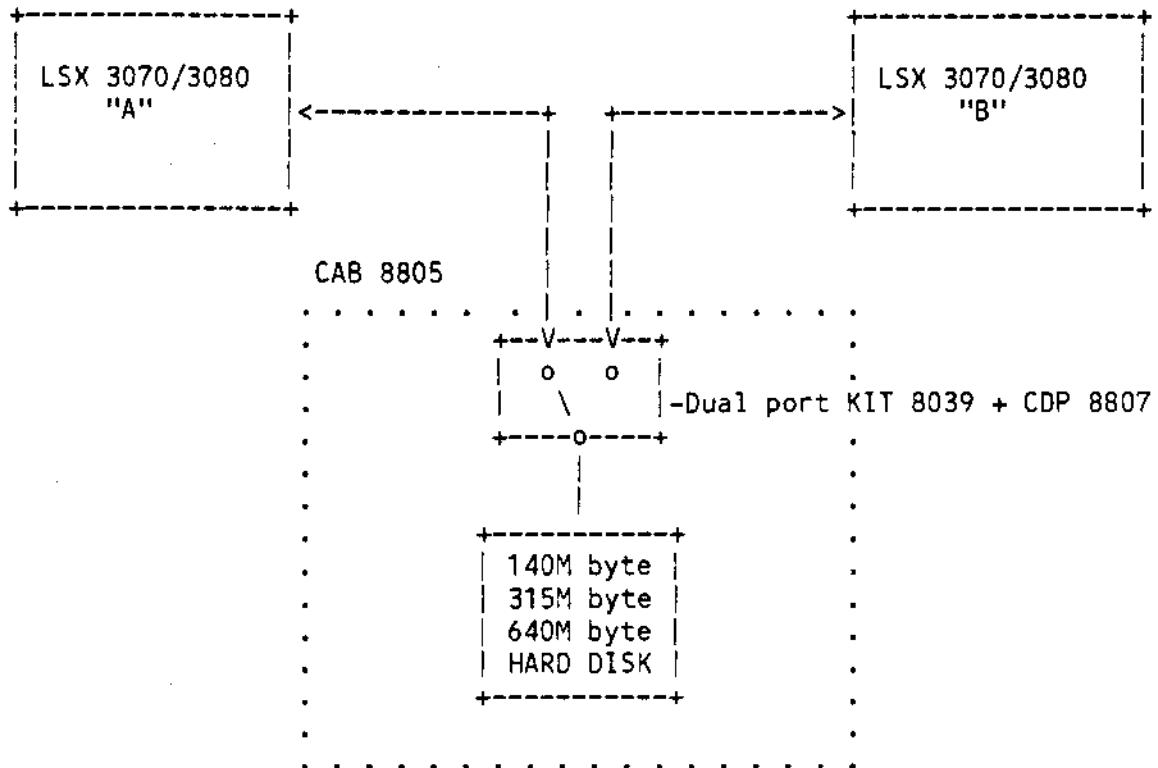 LSX 3070/3080
"A"
LSX 3070/3080
"B"
CAB 8805
o o
-Dual port KIT 8039 + CDP 8807
o
140M byte
315M byte
640M byte
HARD DISK